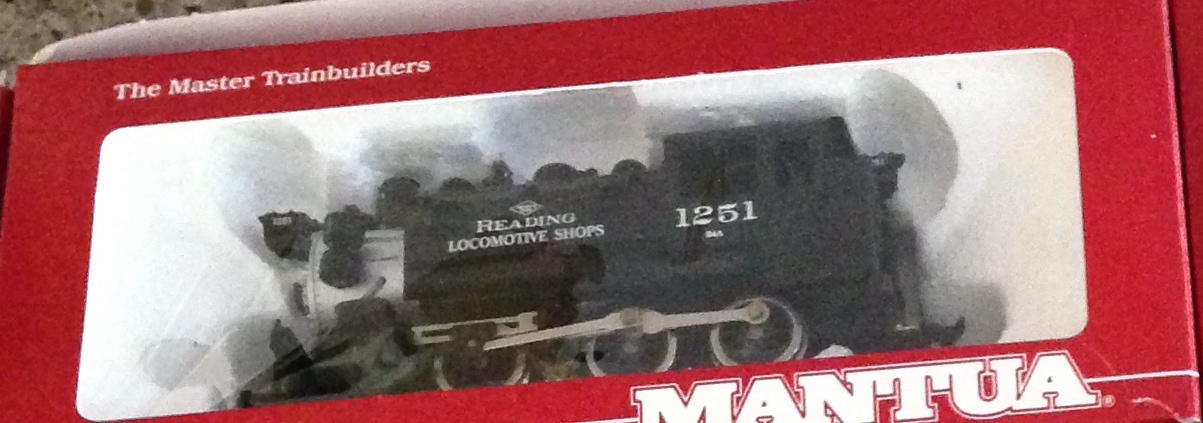 The Master Trainbuilders
READING
LOCOMOTIVE SHOPS
1251
MANTUA®